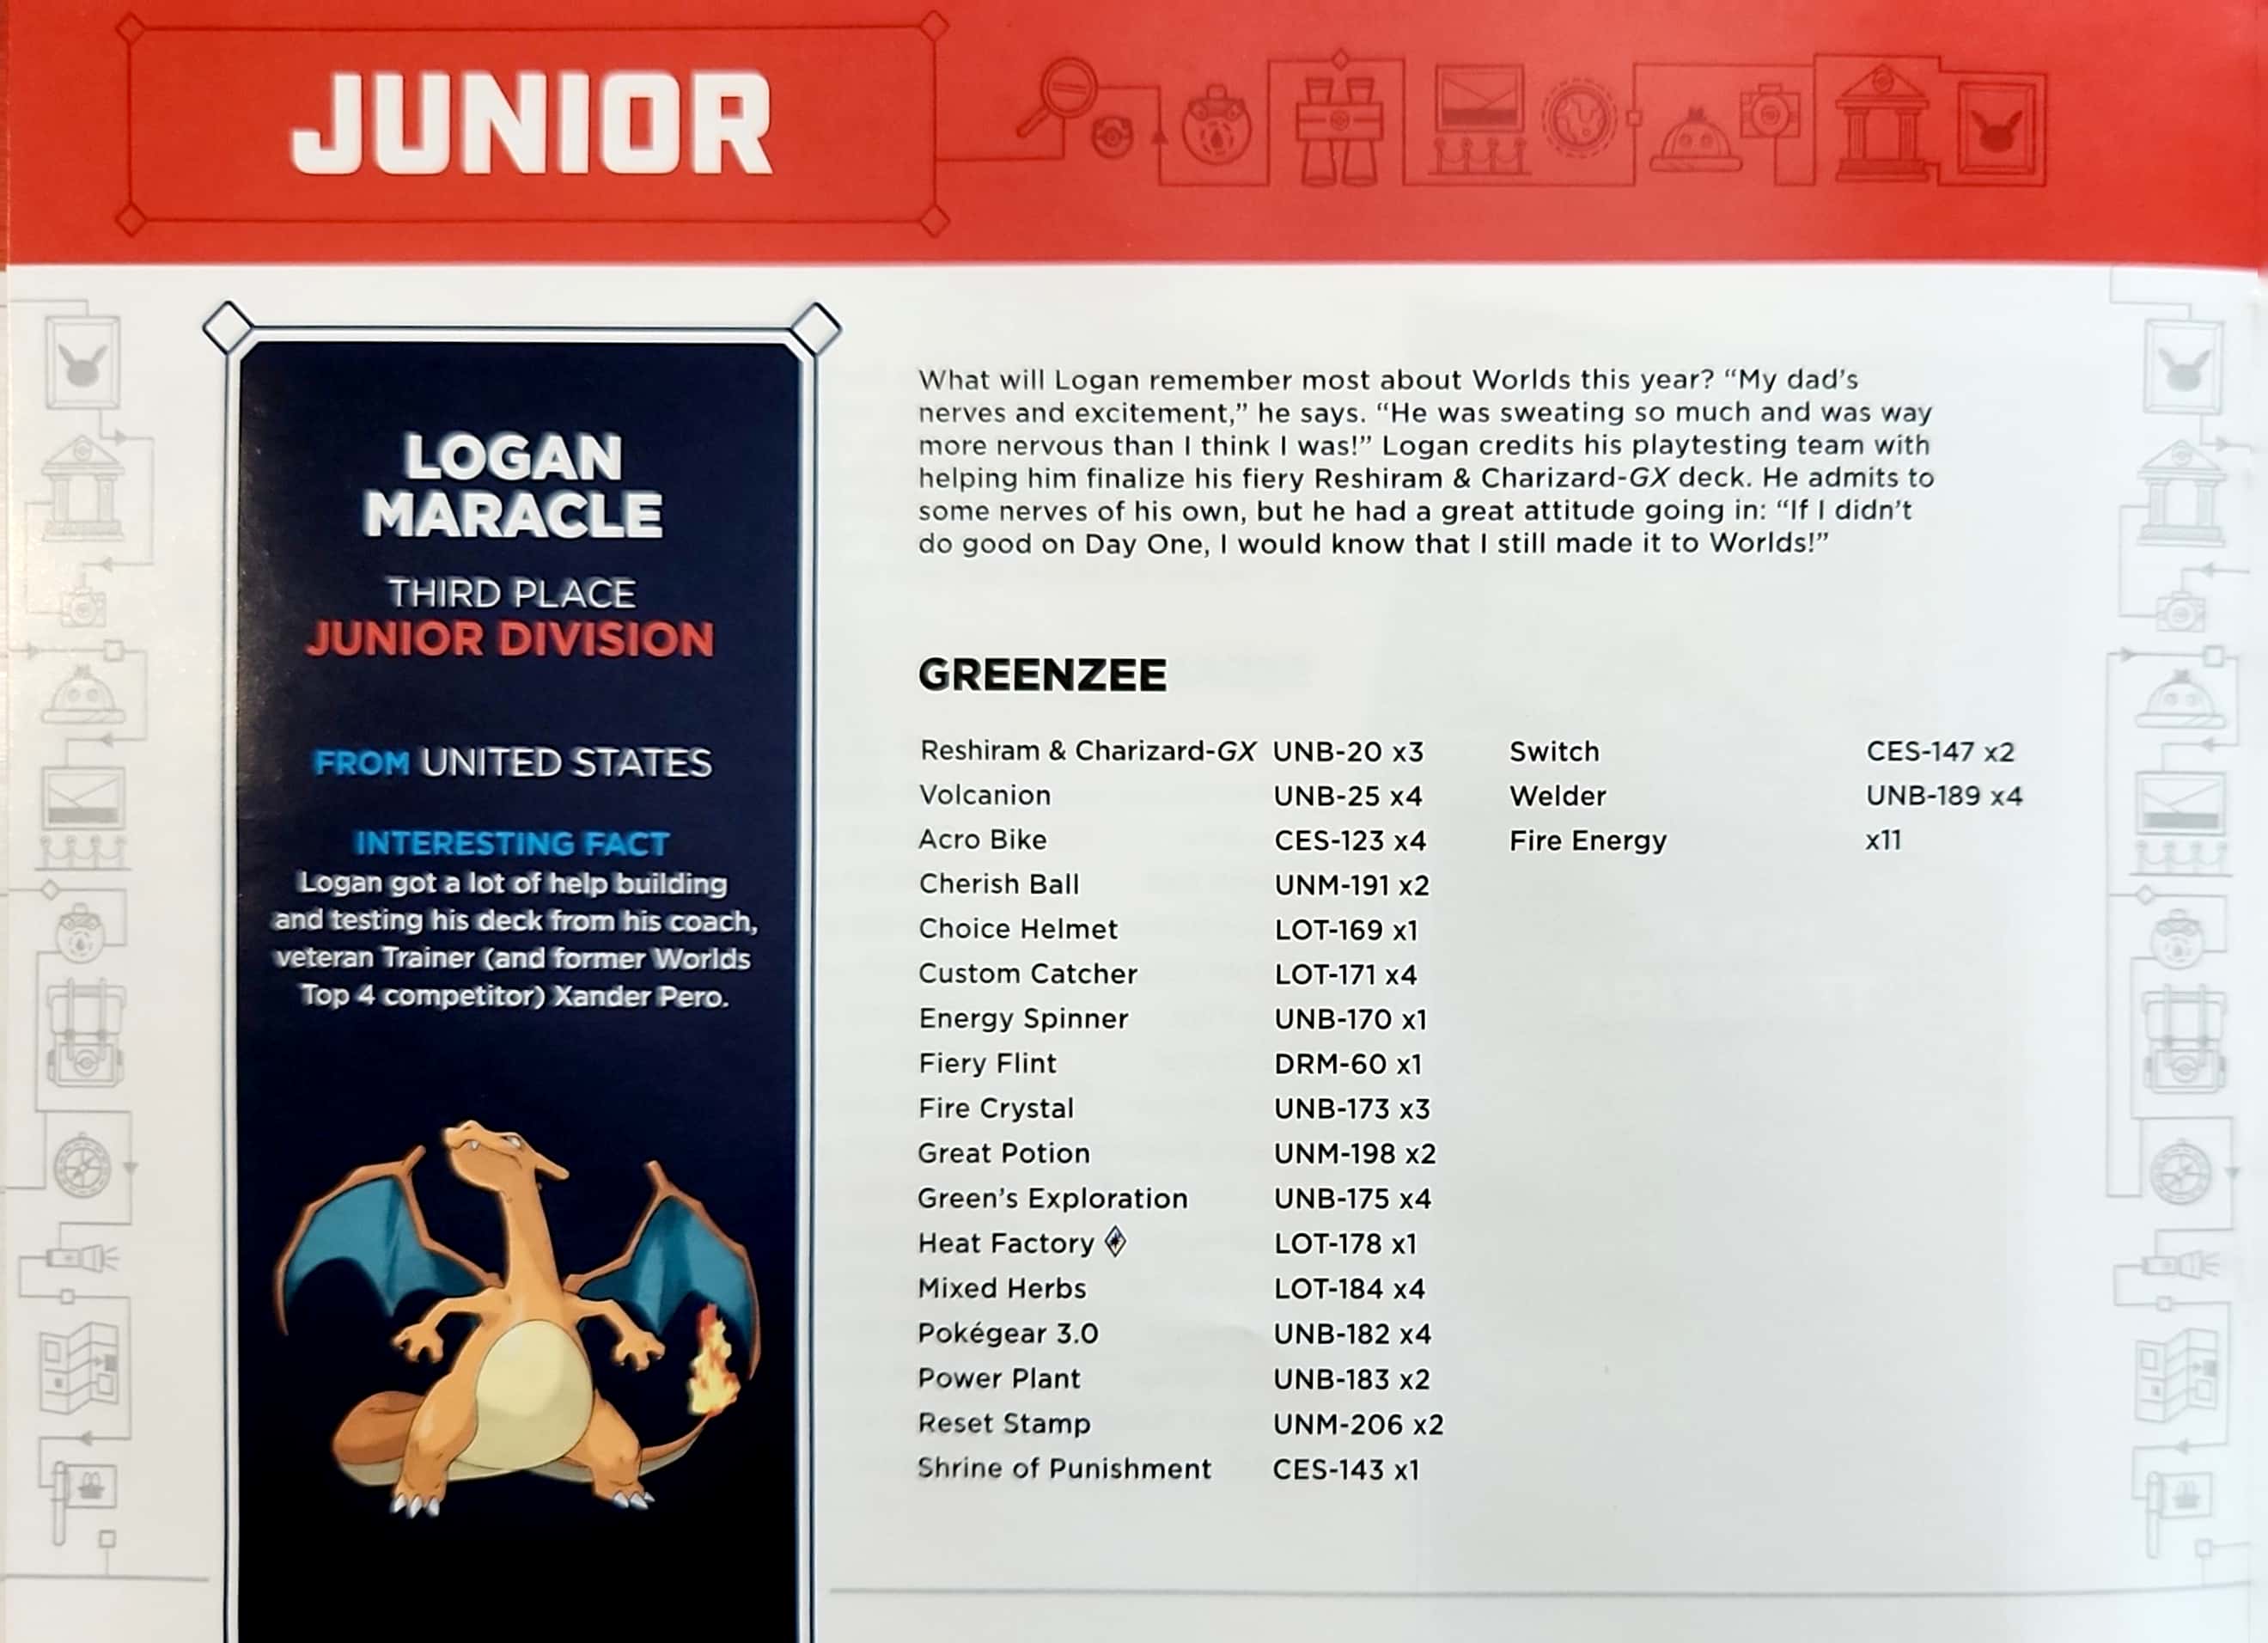 JUNIOR
LOGAN
MARACLE
THIRD PLACE
JUNIOR DIVISION
FROM UNITED STATES
INTERESTING FACT
Logan got a lot of help building
and testing his deck from his coach,
veteran Trainer (and former Worlds
Top 4 competitor) Xander Pero.
What will Logan remember most about Worlds this year? “My dad’s
nerves and excitement,” he says. “He was sweating so much and was way
more nervous than I think I was!” Logan credits his playtesting team with
helping him finalize his fiery Reshiram & Charizard-GX deck. He admits to
some nerves of his own, but he had a great attitude going in: “If I didn’t
do good on Day One, I would know that I still made it to Worlds!”
GREENZEE
Reshiram & Charizard-GX UNB-20 x3
Volcanion UNB-25 x4
Acro Bike CES-123 x4
Cherish Ball UNM-191 x2
Choice Helmet LOT-169 x1
Custom Catcher LOT-171 x4
Energy Spinner UNB-170 x1
Fiery Flint DRM-60 x1
Fire Crystal UNB-173 x3
Great Potion UNM-198 x2
Green’s Exploration UNB-175 x4
Heat Factory LOT-178 x1
Mixed Herbs LOT-184 x4
Pokégear 3.0 UNB-182 x4
Power Plant UNB-183 x2
Reset Stamp UNM-206 x2
Shrine of Punishment CES-143 x1
Switch CES-147 x2
Welder UNB-189 x4
Fire Energy x11